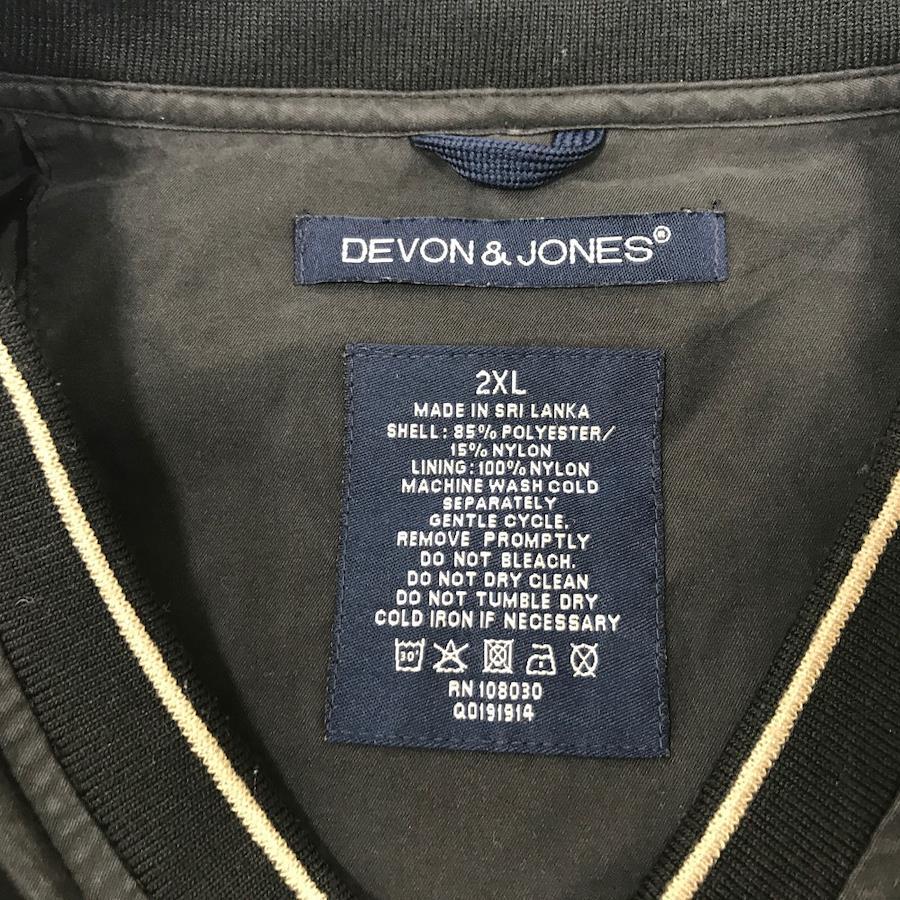 DEVON & JONES®
2XL
MADE IN SRI LANKA
SHELL: 85% POLYESTER/
15% NYLON
LINING: 100% NYLON
MACHINE WASH COLD
SEPARATELY
GENTLE CYCLE.
REMOVE PROMPTLY
DO NOT BLEACH.
DO NOT DRY CLEAN
DO NOT TUMBLE DRY
COLD IRON IF NECESSARY
30°
RN 108030
Q0191914